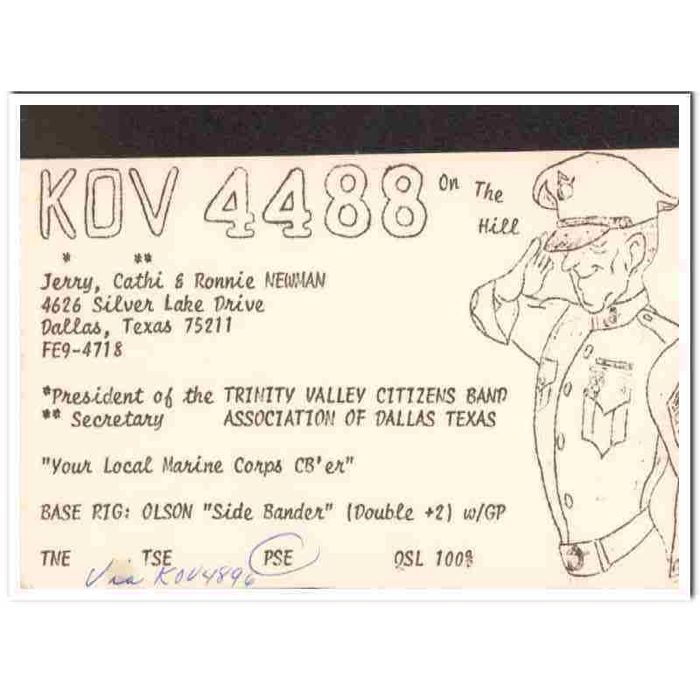 KOV 4488 On The Hill
* **
Jerry, Cathi & Ronnie NEWMAN
4626 Silver Lake Drive
Dallas, Texas 75211
FE9-4718
*President of the TRINITY VALLEY CITIZENS BAND
** Secretary ASSOCIATION OF DALLAS TEXAS
"Your Local Marine Corps CB'er"
BASE RIG: OLSON "Side Bander" (Double +2) w/GP
TNE TSE PSE QSL 100%
Via KOV4896